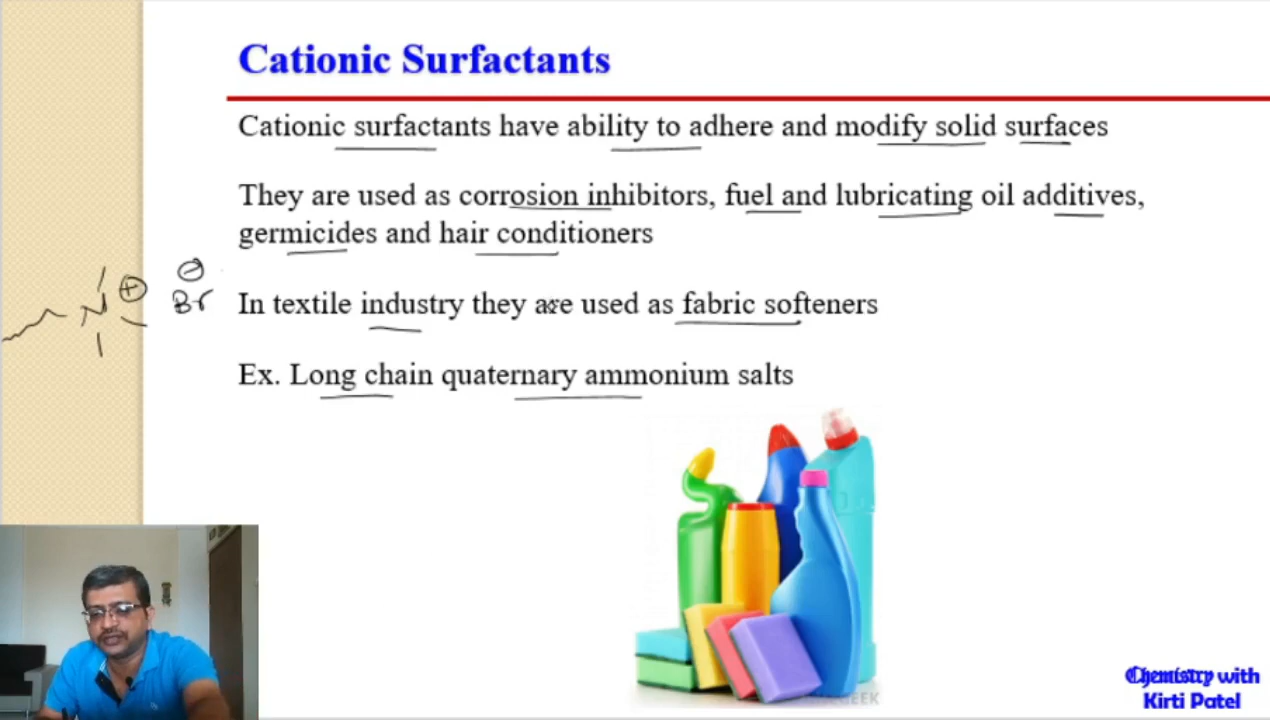 Cationic Surfactants
Cationic surfactants have ability to adhere and modify solid surfaces
They are used as corrosion inhibitors, fuel and lubricating oil additives,
germicides and hair conditioners
In textile industry they are used as fabric softeners
Ex. Long chain quaternary ammonium salts
N ⊕
⊖
Br
Chemistry with
Kirti Patel